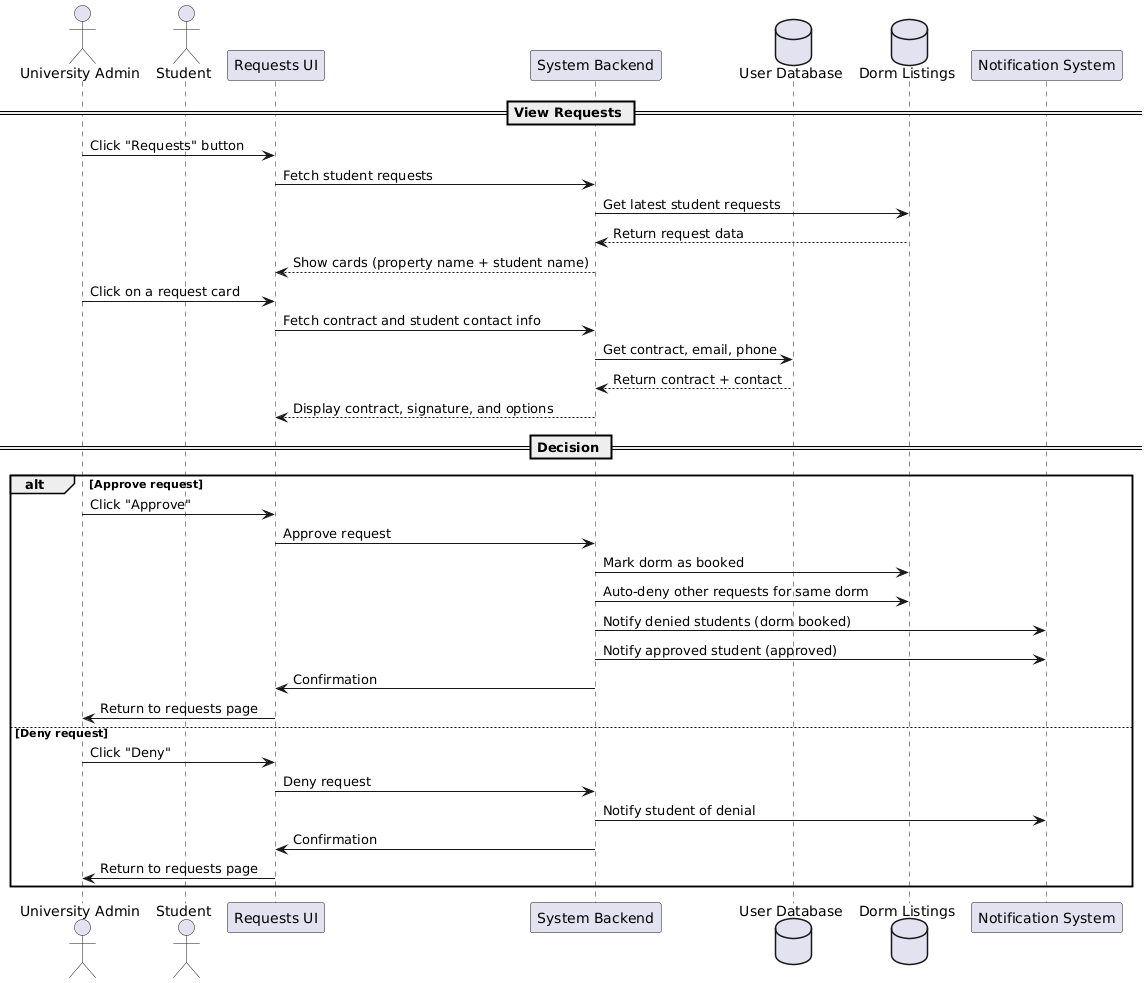 University Admin Student Requests UI System Backend User Database Dorm Listings Notification System
View Requests
Click "Requests" button
Fetch student requests
Get latest student requests
Return request data
Show cards (property name + student name)
Click on a request card
Fetch contract and student contact info
Get contract, email, phone
Return contract + contact
Display contract, signature, and options
Decision
alt [Approve request]
Click "Approve"
Approve request
Mark dorm as booked
Auto-deny other requests for same dorm
Notify denied students (dorm booked)
Notify approved student (approved)
Confirmation
Return to requests page
[Deny request]
Click "Deny"
Deny request
Notify student of denial
Confirmation
Return to requests page
University Admin Student Requests UI System Backend User Database Dorm Listings Notification System